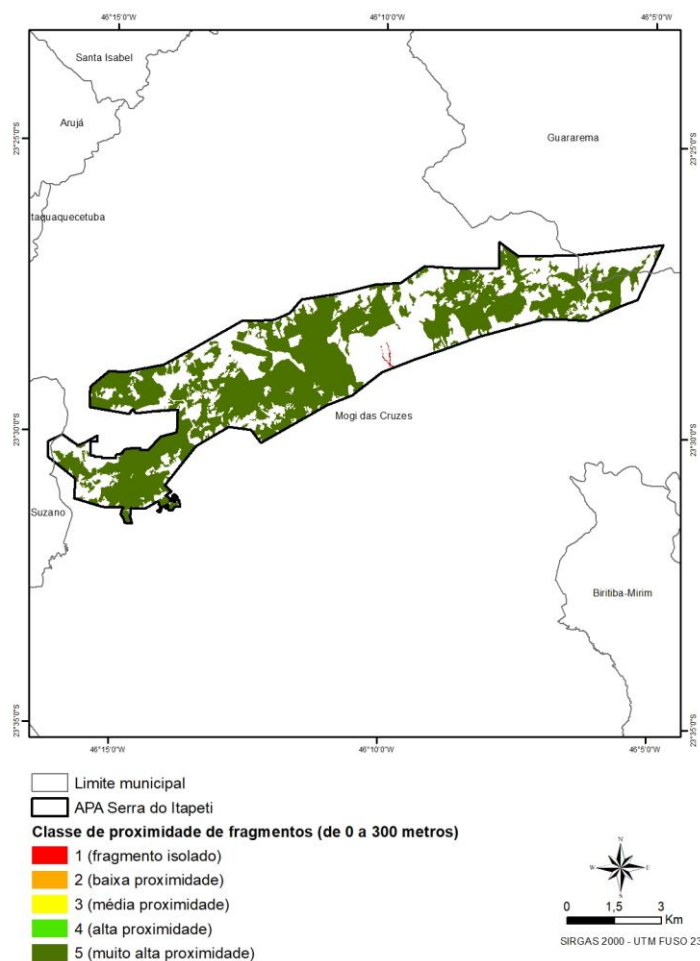 46°15'0"W
46°10'0"W
46°5'0"W
Santa Isabel
Arujá
Guararema
23°25'0"S
23°25'0"S
taquaquecetuba
Mogi das Cruzes
23°30'0"S
23°30'0"S
Suzano
Biritiba-Mirim
23°35'0"S
23°35'0"S
46°15'0"W
46°10'0"W
46°5'0"W
Limite municipal
APA Serra do Itapeti
Classe de proximidade de fragmentos (de 0 a 300 metros)
1 (fragmento isolado)
2 (baixa proximidade)
3 (média proximidade)
4 (alta proximidade)
5 (muito alta proximidade)
N
W E
S
0 1,5 3
Km
SIRGAS 2000 - UTM FUSO 23